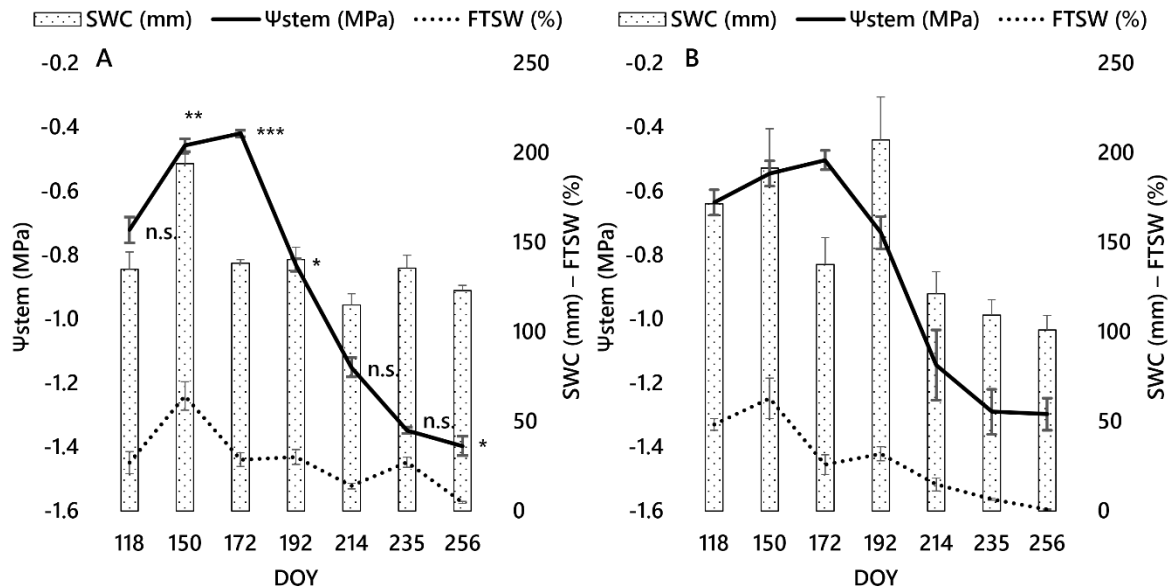 SWC (mm) Ψstem (MPa) FTSW (%)
A
-0.2
-0.4
-0.6
-0.8
-1.0
-1.2
-1.4
-1.6
Ψstem (MPa)
**
***
n.s.
*
n.s.
n.s.
*
250
200
150
100
50
0
SWC (mm) – FTSW (%)
118 150 172 192 214 235 256
DOY
SWC (mm) Ψstem (MPa) FTSW (%)
B
-0.2
-0.4
-0.6
-0.8
-1.0
-1.2
-1.4
-1.6
Ψstem (MPa)
250
200
150
100
50
0
SWC (mm) – FTSW (%)
118 150 172 192 214 235 256
DOY